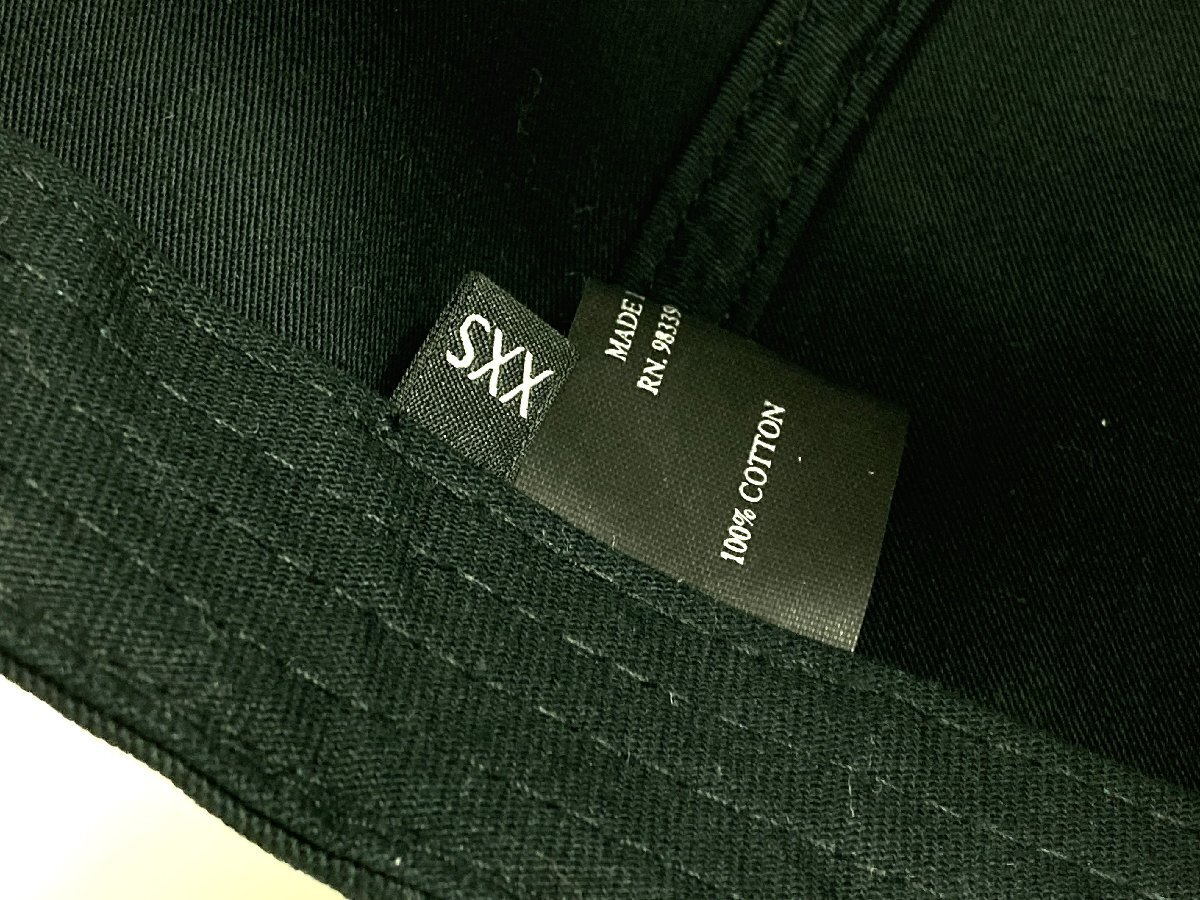 XXS
MADE
RN. 98339
100% COTTON